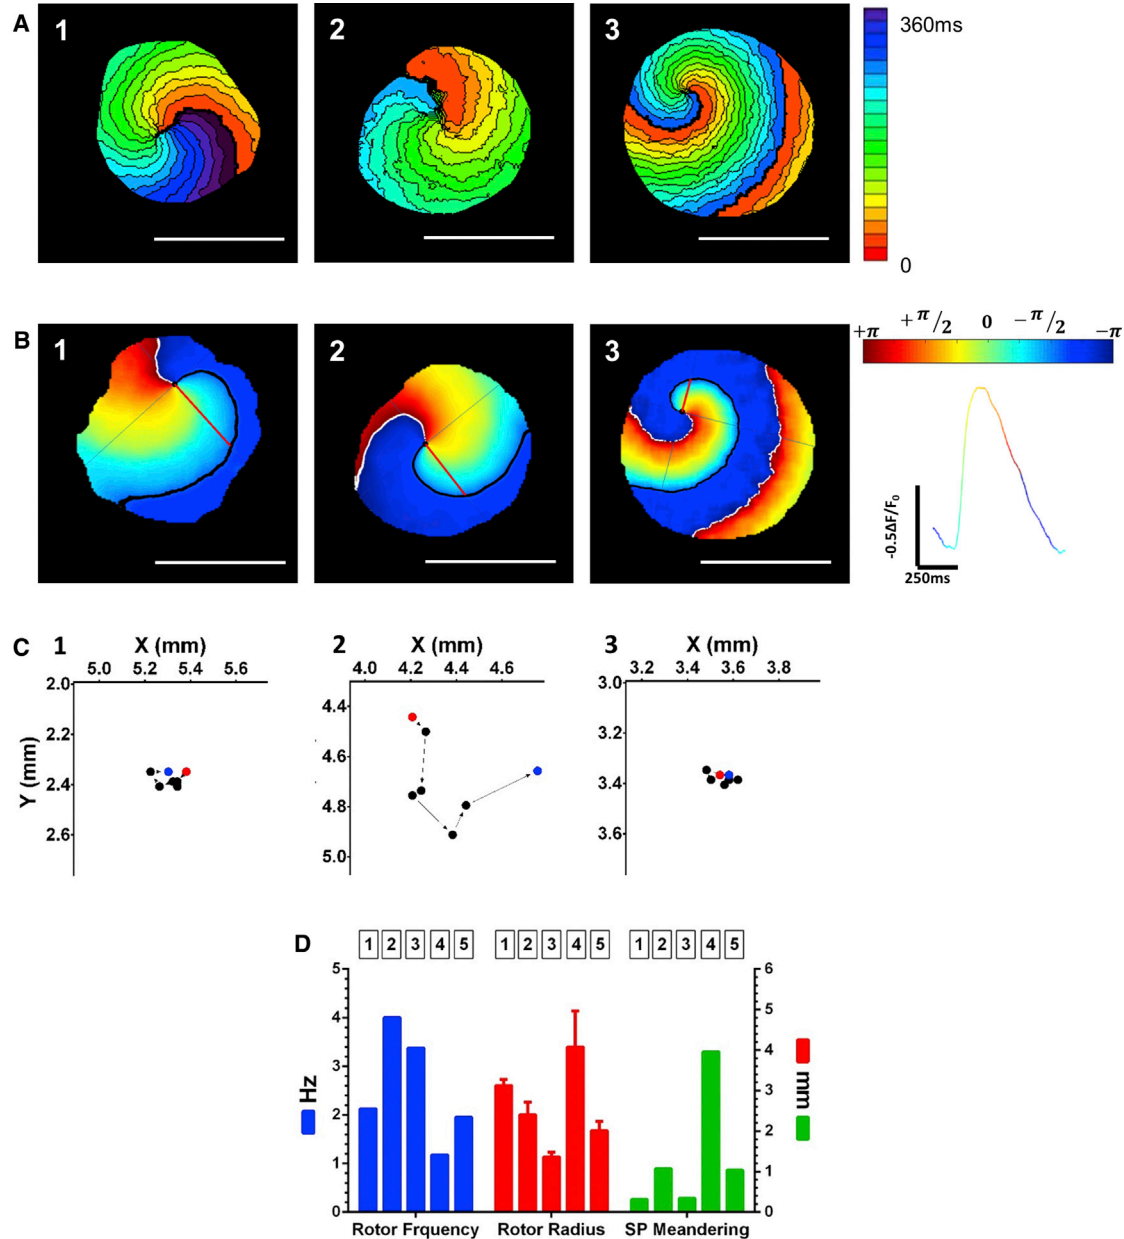 A
1
2
3
360ms
0
B
1
2
3
+π
+π/2
0
−π/2
−π
-0.5ΔF/F0
250ms
C
1
X (mm)
5.0 5.2 5.4 5.6
2.0
2.2
2.4
2.6
Y (mm)
2
X (mm)
4.0 4.2 4.4 4.6
4.4
4.6
4.8
5.0
3
X (mm)
3.2 3.4 3.6 3.8
3.0
3.2
3.4
3.6
D
1 2 3 4 5
1 2 3 4 5
1 2 3 4 5
5
4
3
2
1
0
Hz
6
5
4
3
2
1
0
mm
Rotor Frquency
Rotor Radius
SP Meandering